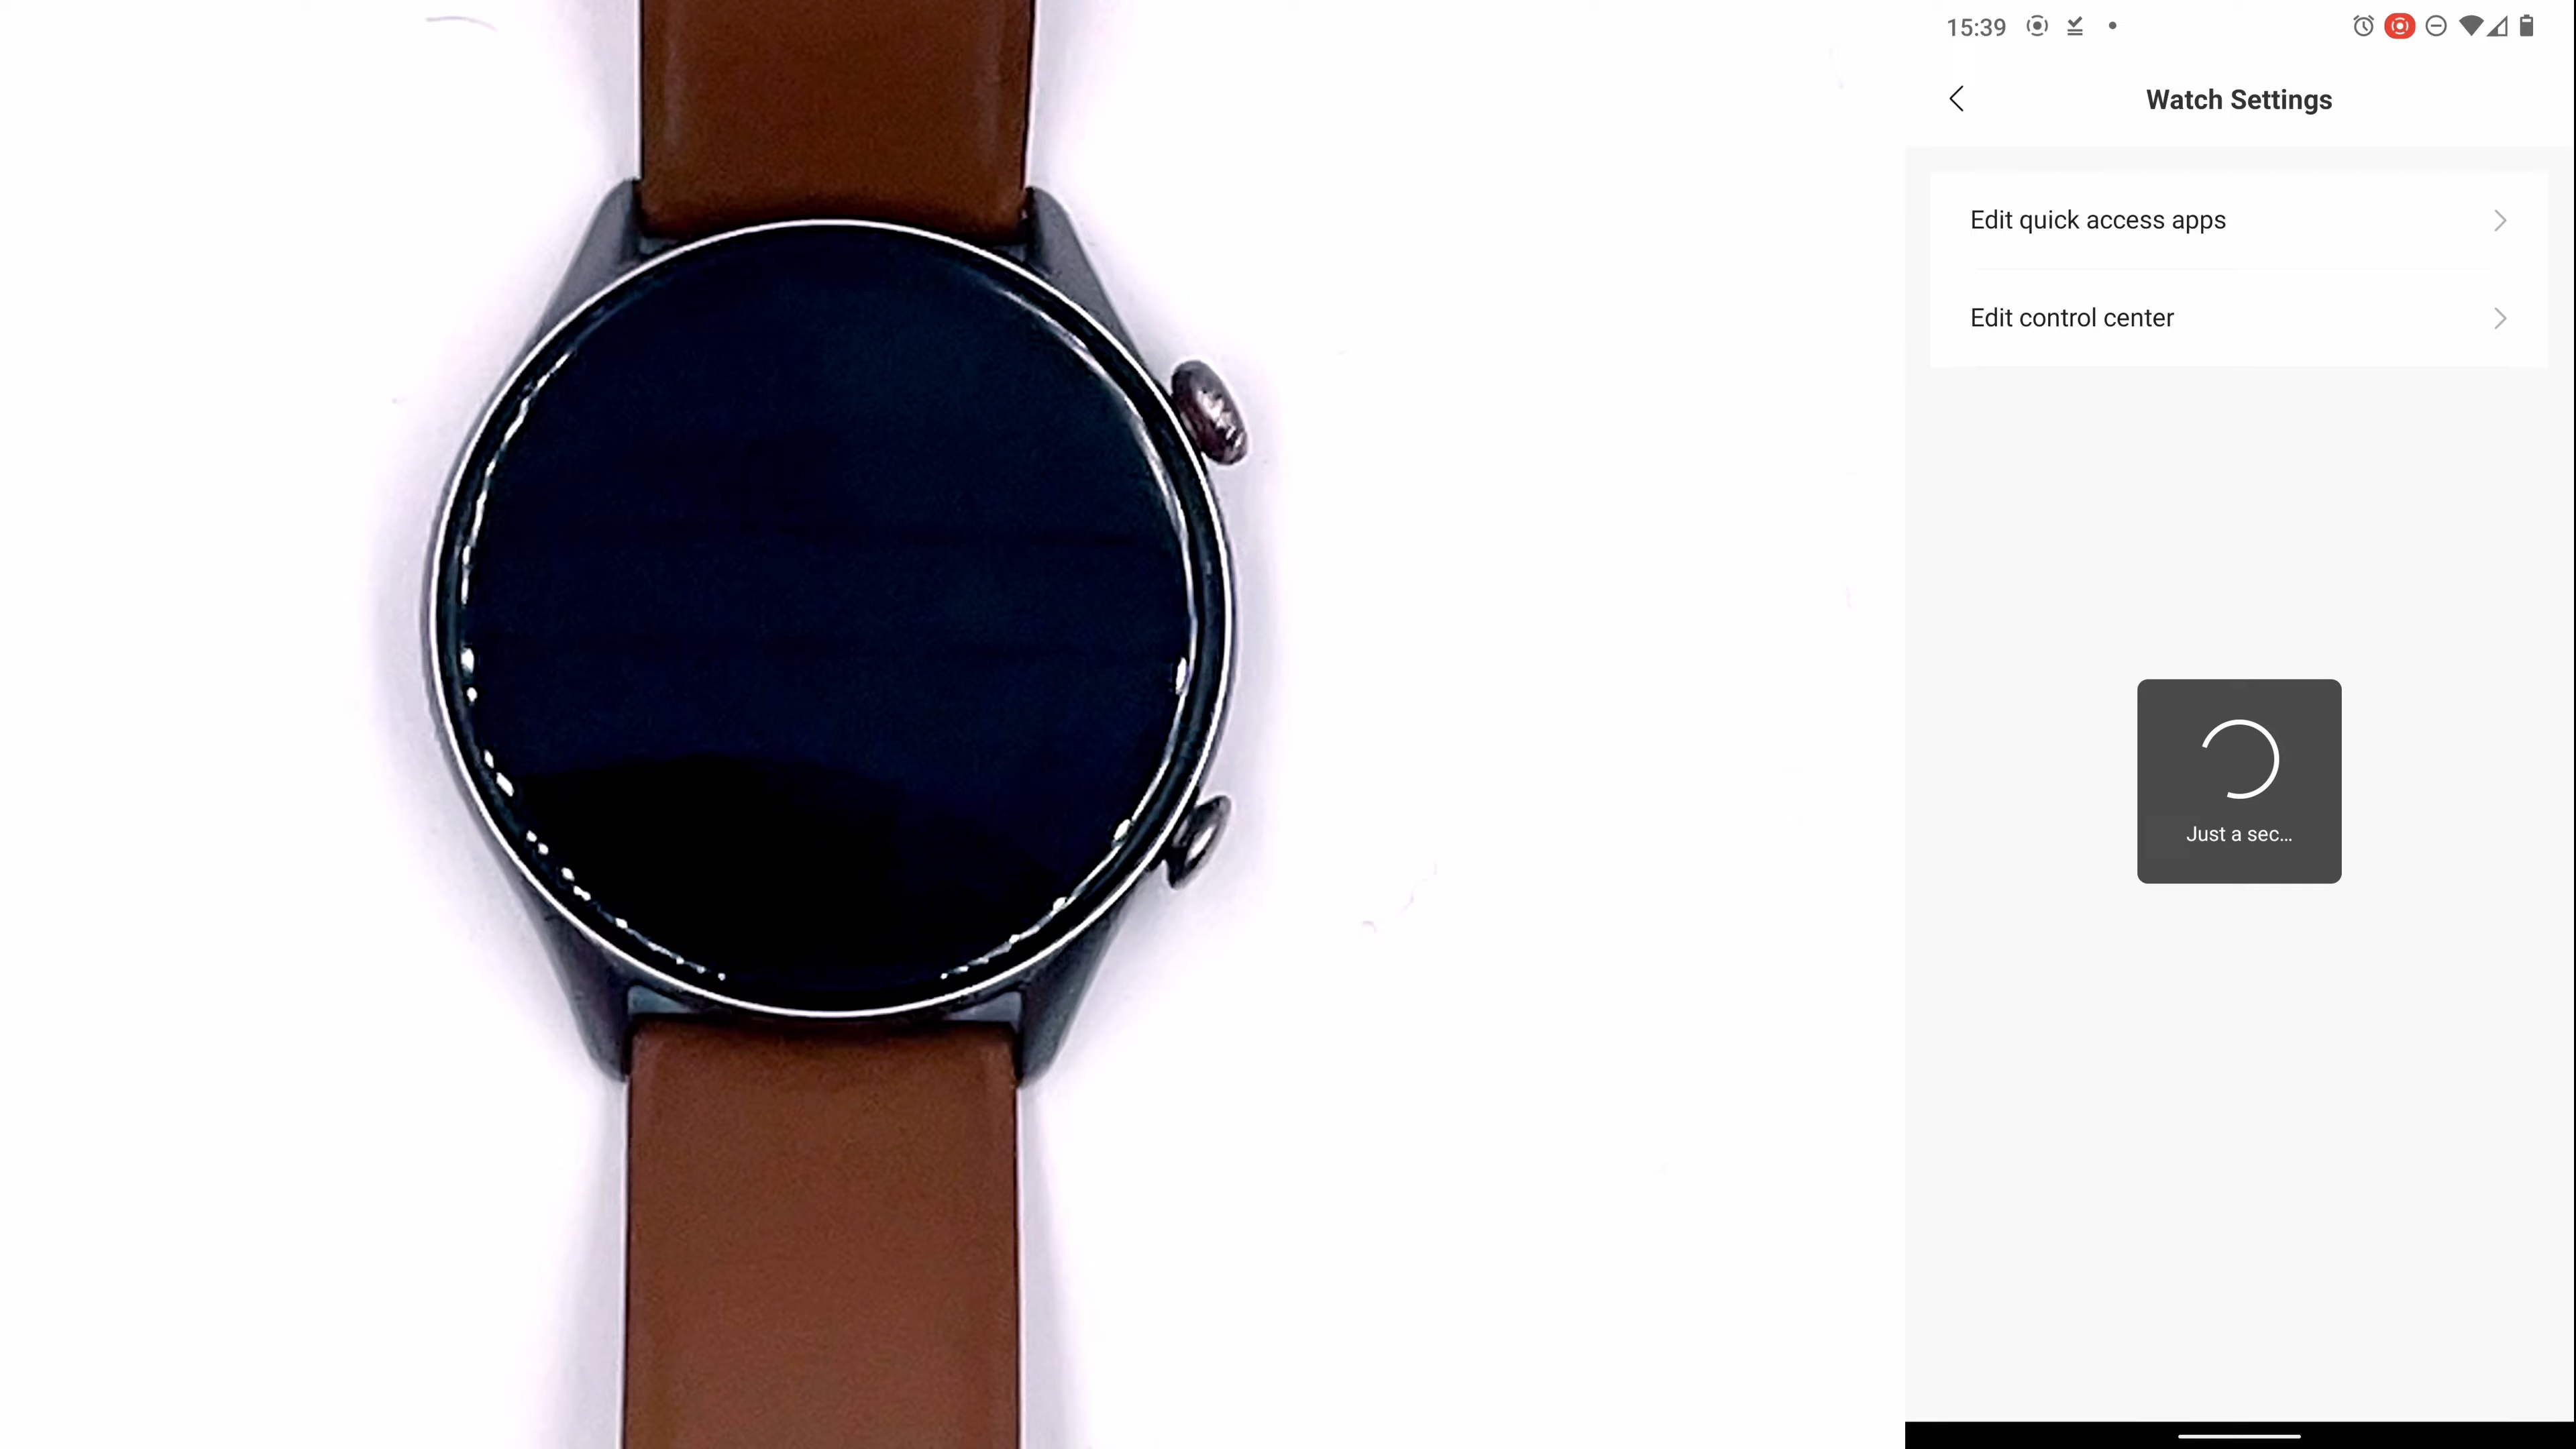 15:39
Watch Settings
Edit quick access apps
Edit control center
Just a sec...